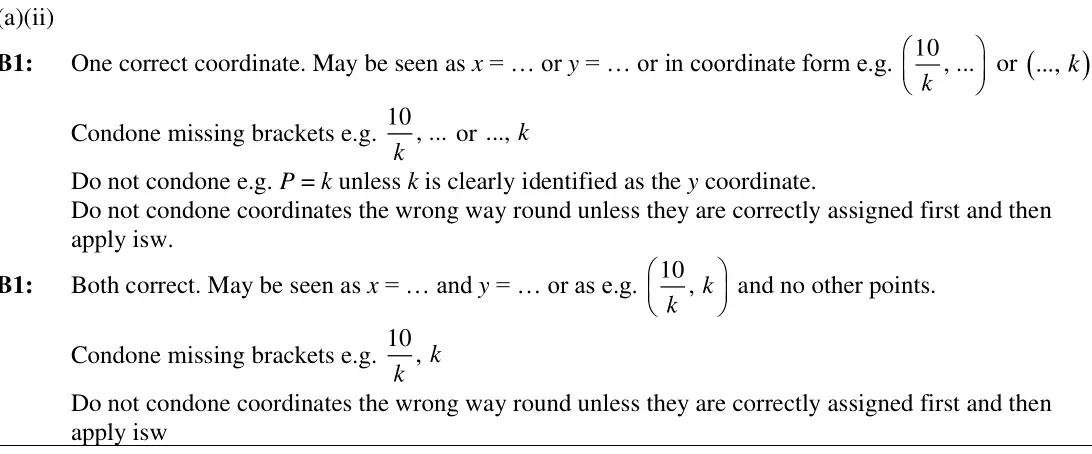 (a)(ii)
B1: One correct coordinate. May be seen as x = … or y = … or in coordinate form e.g. (10/k, ...) or (..., k)
Condone missing brackets e.g. 10/k, ... or ..., k
Do not condone e.g. P = k unless k is clearly identified as the y coordinate.
Do not condone coordinates the wrong way round unless they are correctly assigned first and then
apply isw.
B1: Both correct. May be seen as x = … and y = … or as e.g. (10/k, k) and no other points.
Condone missing brackets e.g. 10/k, k
Do not condone coordinates the wrong way round unless they are correctly assigned first and then
apply isw